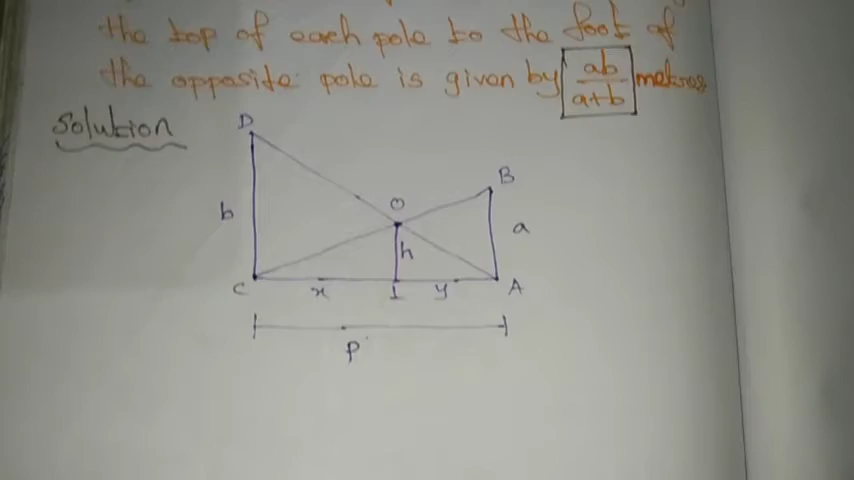 the top of each pole to the foot of
the opposite pole is given by ab/a+b metres
Solution
D
B
O
b
a
h
C
x
L
y
A
P